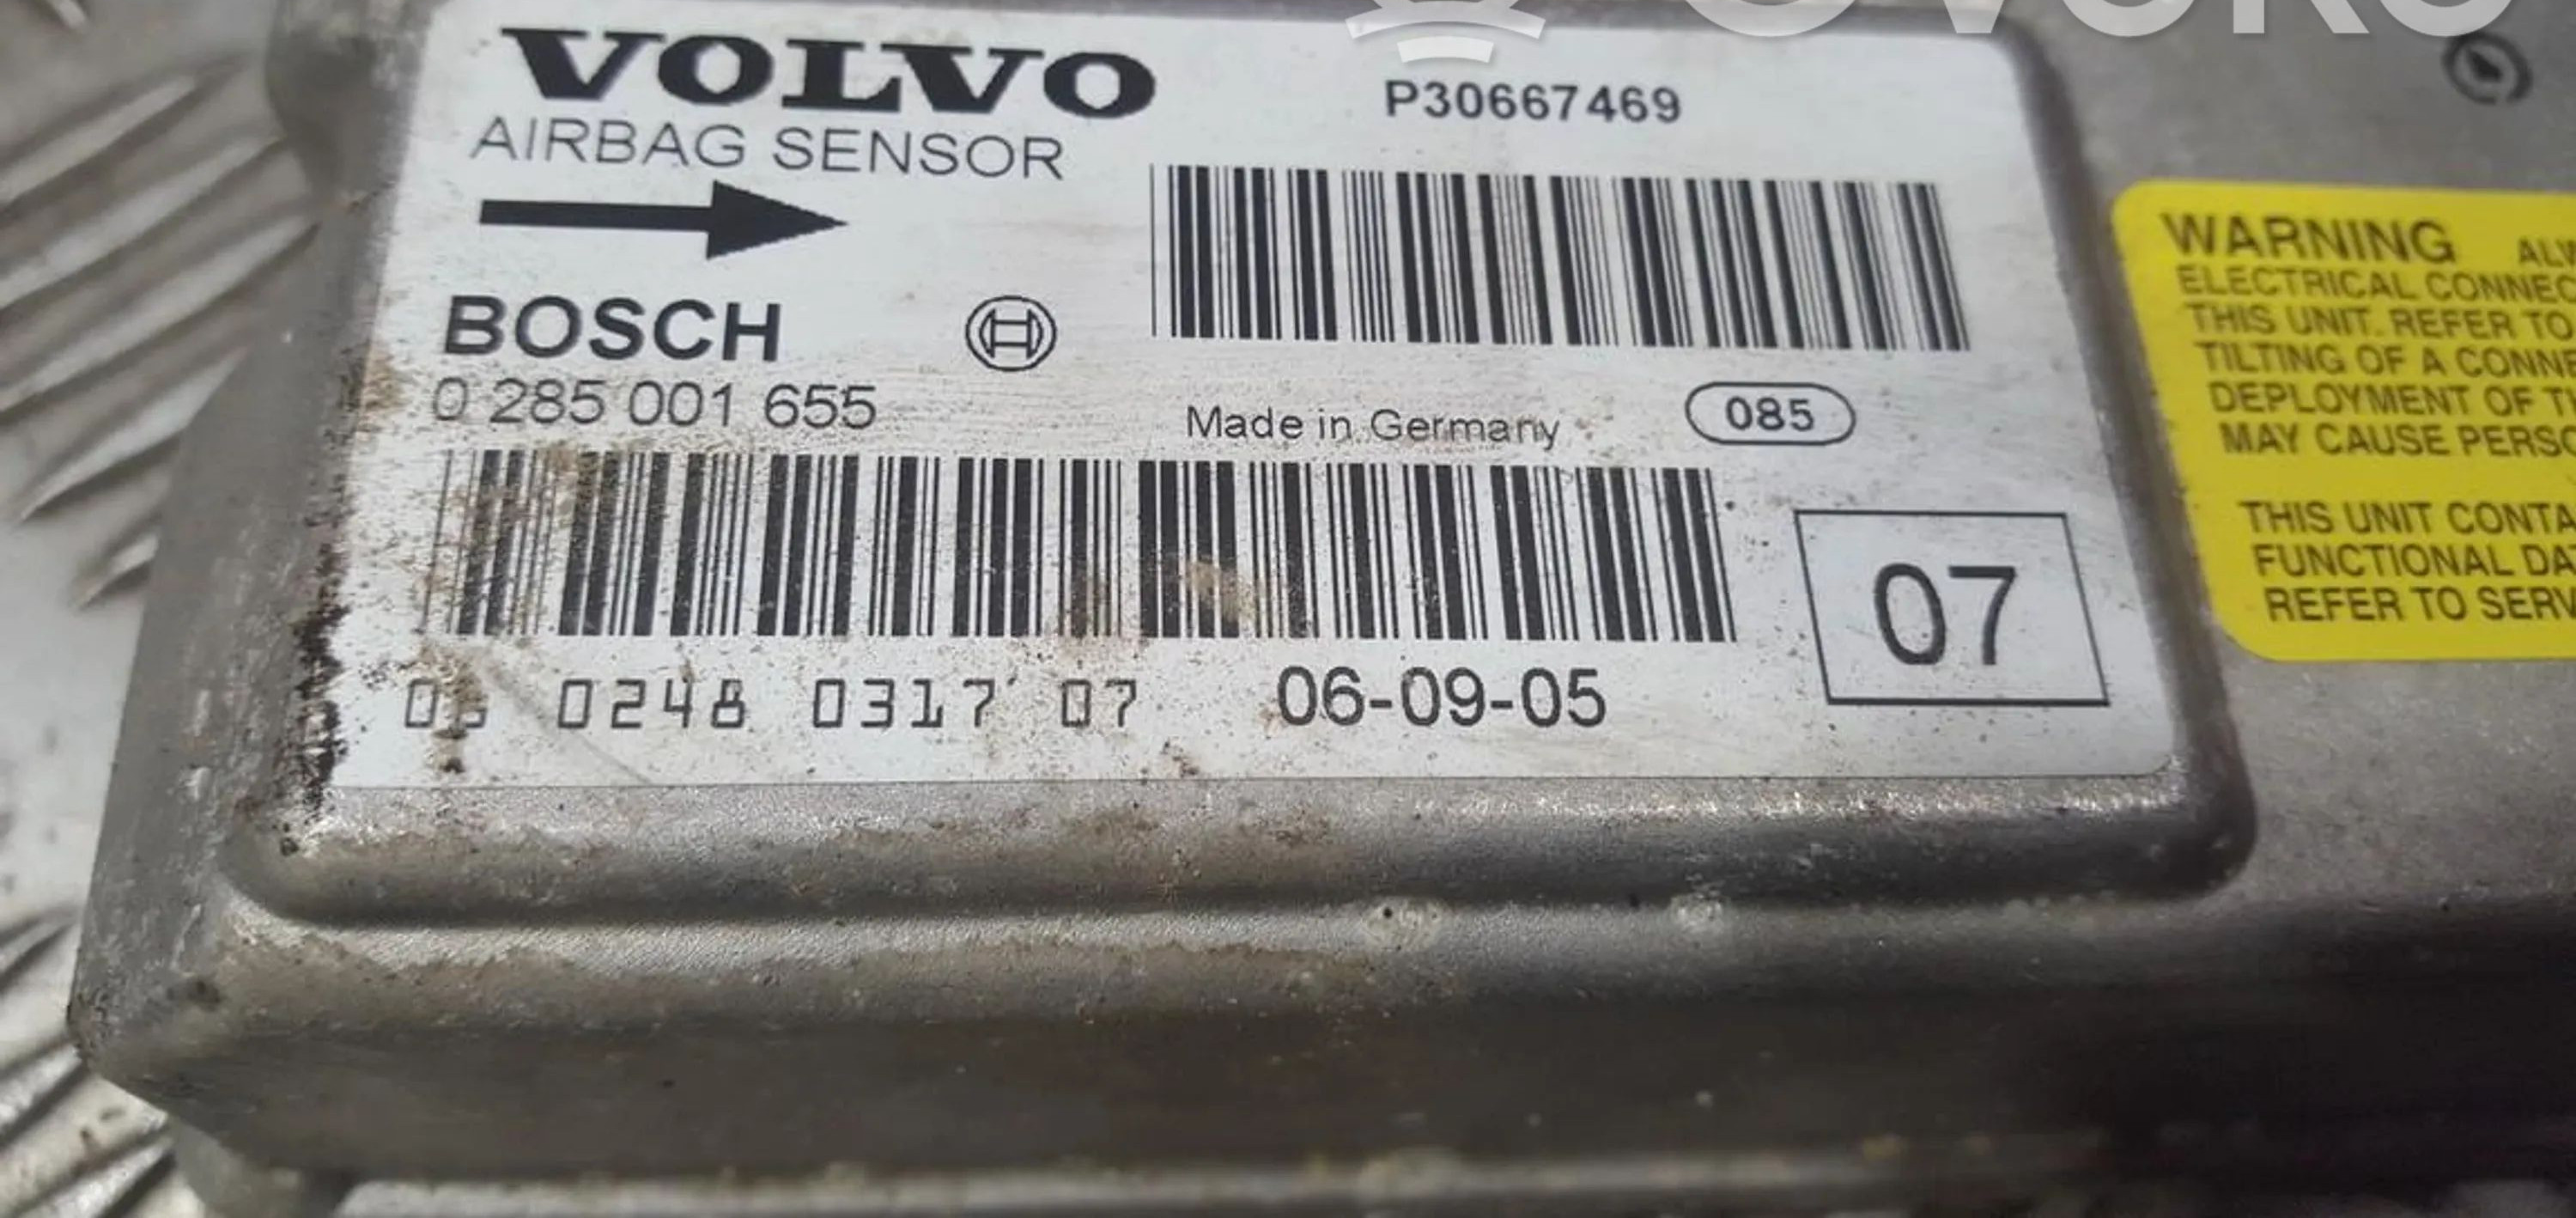 VOLVO
P30667469
AIRBAG SENSOR
BOSCH
0 285 001 655
Made in Germany
085
07
0248 0317 07
06-09-05
WARNING
ELECTRICAL
THIS UNIT. REFER TO
TILTING OF A
DEPLOYMENT OF
MAY CAUSE
THIS UNIT
FUNCTIONAL
REFER TO